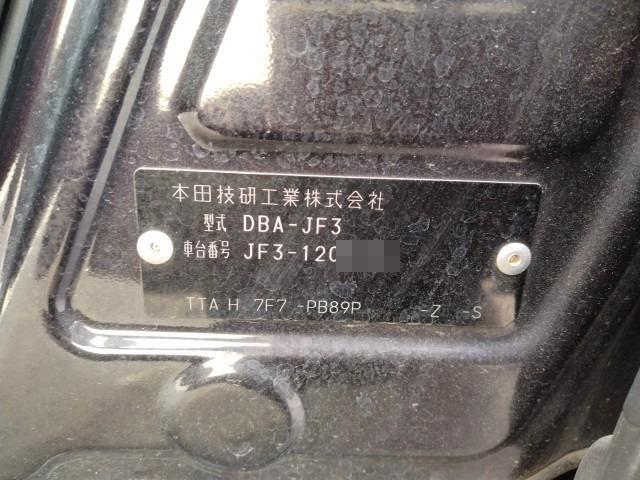 本田技研工業株式会社
型式 DBA-JF3
車台番号 JF3-120
TTA H 7F7 -PB89P -Z -S